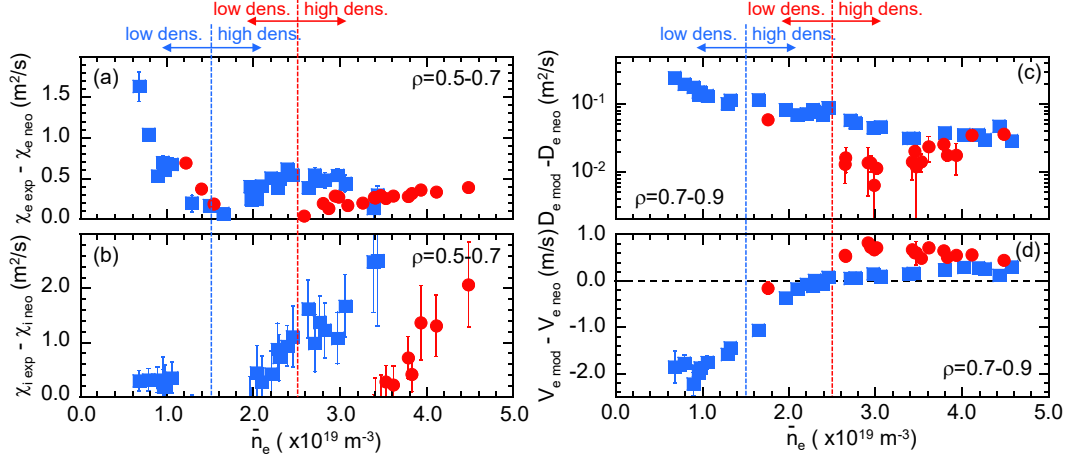 low dens. high dens.
low dens. high dens.
low dens. high dens.
low dens. high dens.
(a)
ρ=0.5-0.7
χe exp - χe neo (m²/s)
1.5
1.0
0.5
0.0
(b)
ρ=0.5-0.7
χi exp - χi neo (m²/s)
2.0
1.0
0.0
0.0 1.0 2.0 3.0 4.0 5.0
n̄e ( x10¹⁹ m⁻³)
(c)
ρ=0.7-0.9
De mod -De neo (m²/s)
10⁻¹
10⁻²
(d)
ρ=0.7-0.9
Ve mod - Ve neo (m/s)
1.0
0.0
-1.0
-2.0
0.0 1.0 2.0 3.0 4.0 5.0
n̄e ( x10¹⁹ m⁻³)